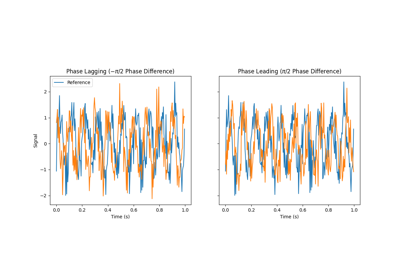 Phase Lagging (−π/2 Phase Difference)
Phase Leading (π/2 Phase Difference)
Reference
Signal
2
1
0
−1
−2
0.0 0.2 0.4 0.6 0.8 1.0
0.0 0.2 0.4 0.6 0.8 1.0
Time (s)
Time (s)